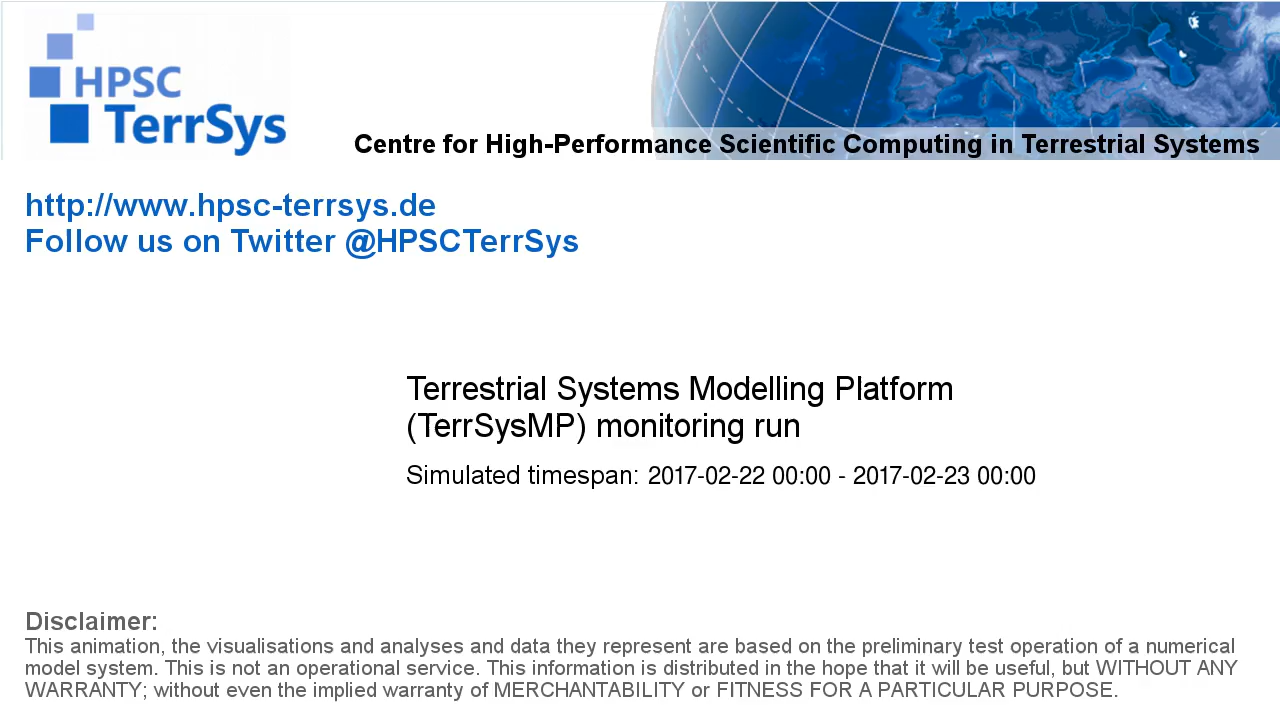 HPSC
TerrSys
Centre for High-Performance Scientific Computing in Terrestrial Systems
http://www.hpsc-terrsys.de
Follow us on Twitter @HPSCTerrSys
Terrestrial Systems Modelling Platform
(TerrSysMP) monitoring run
Simulated timespan: 2017-02-22 00:00 - 2017-02-23 00:00
Disclaimer:
This animation, the visualisations and analyses and data they represent are based on the preliminary test operation of a numerical
model system. This is not an operational service. This information is distributed in the hope that it will be useful, but WITHOUT ANY
WARRANTY; without even the implied warranty of MERCHANTABILITY or FITNESS FOR A PARTICULAR PURPOSE.